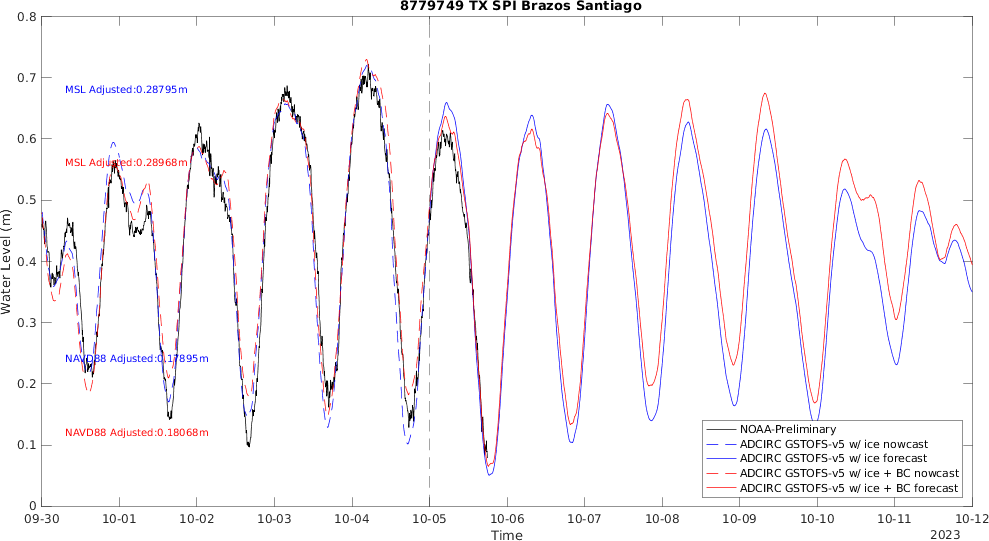 8779749 TX SPI Brazos Santiago
0.8
0.7
0.6
0.5
0.4
0.3
0.2
0.1
0
Water Level (m)
MSL Adjusted:0.28795m
MSL Adjusted:0.28968m
NAVD88 Adjusted:0.17895m
NAVD88 Adjusted:0.18068m
NOAA-Preliminary
ADCIRC GSTOFS-v5 w/ ice nowcast
ADCIRC GSTOFS-v5 w/ ice forecast
ADCIRC GSTOFS-v5 w/ ice + BC nowcast
ADCIRC GSTOFS-v5 w/ ice + BC forecast
09-30 10-01 10-02 10-03 10-04 10-05 10-06 10-07 10-08 10-09 10-10 10-11 10-12
Time
2023